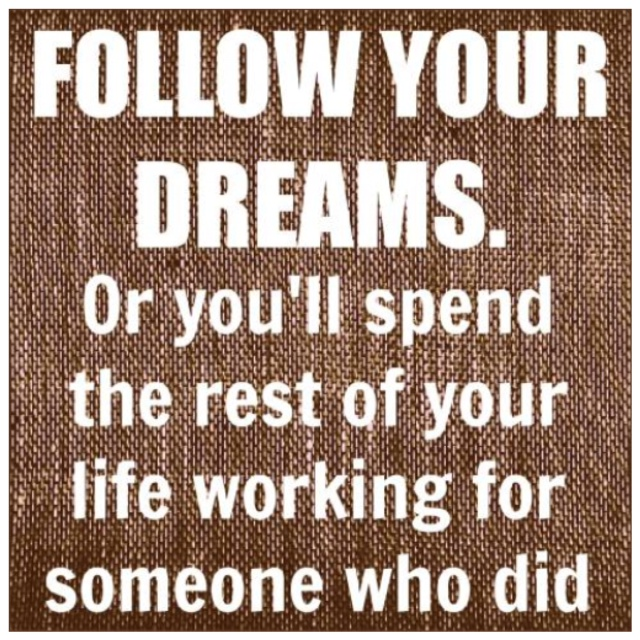 FOLLOW YOUR
DREAMS.
Or you'll spend
the rest of your
life working for
someone who did